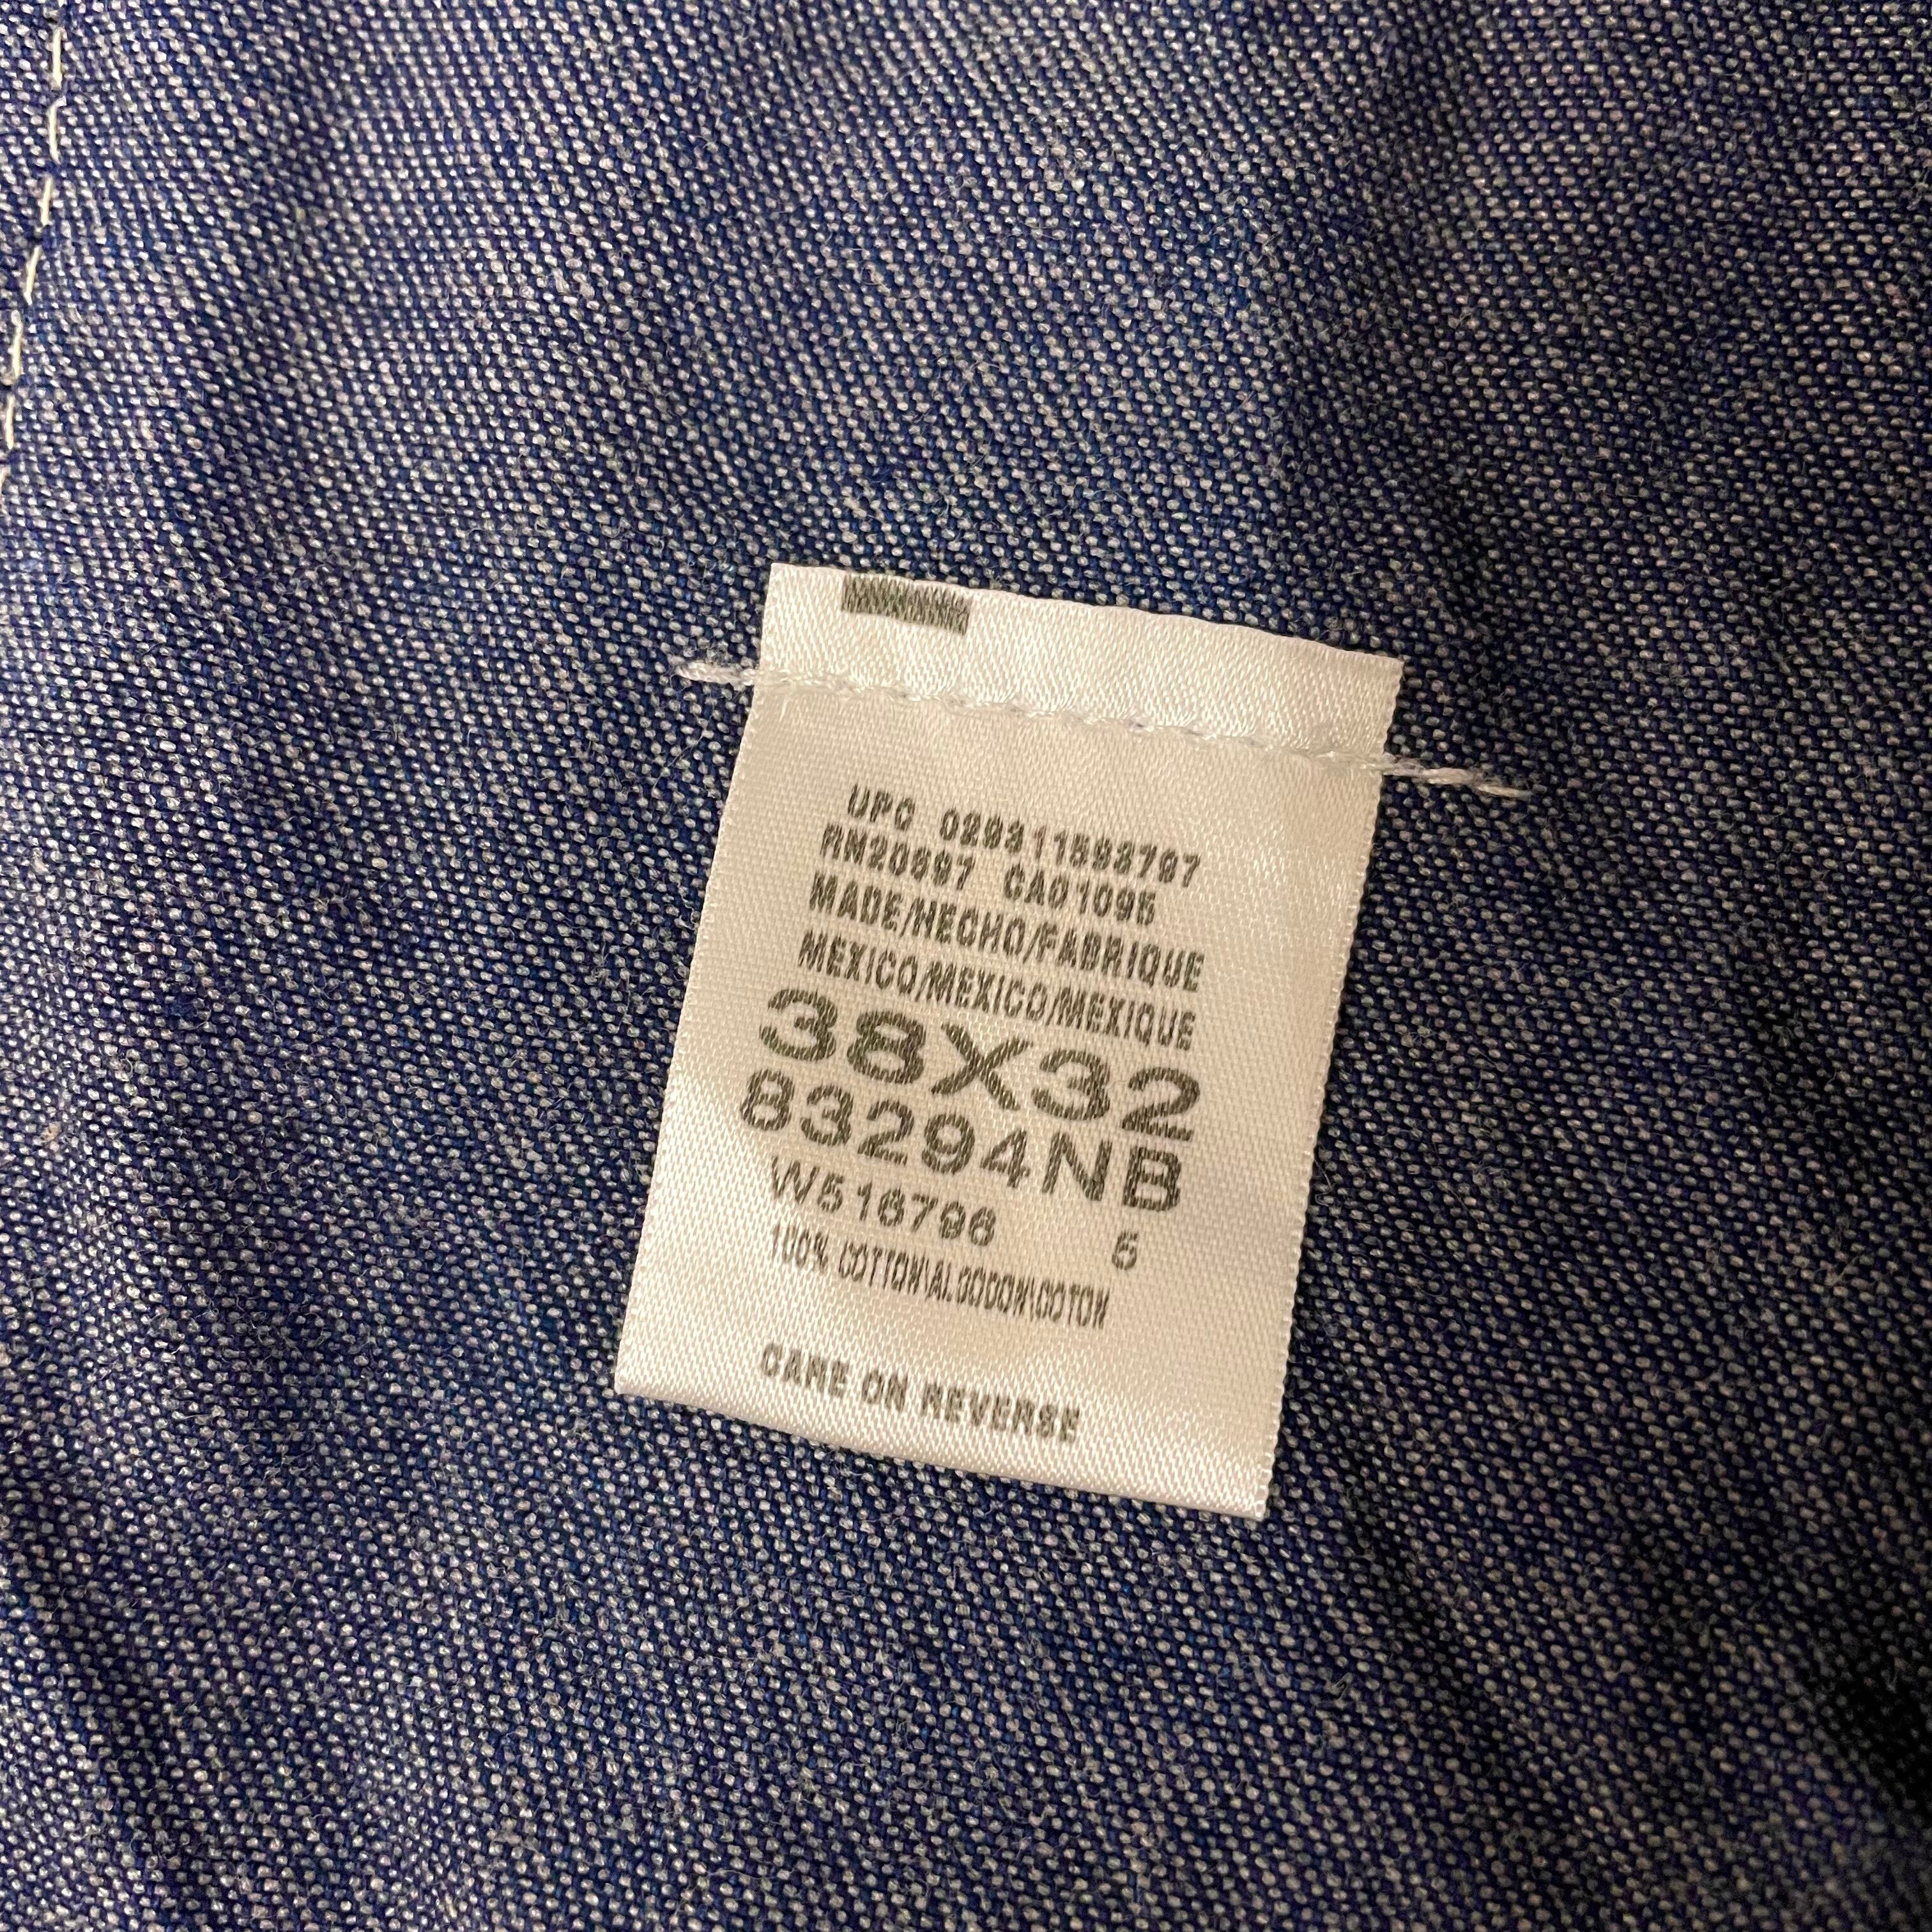 UPC 029311593797
RN20697 CA01095
MADE/HECHO/FABRIQUE
MEXICO/MEXICO/MEXIQUE
38X32
83294NB
W516796 5
100% COTTON\ALGODON\COTON
CARE ON REVERSE